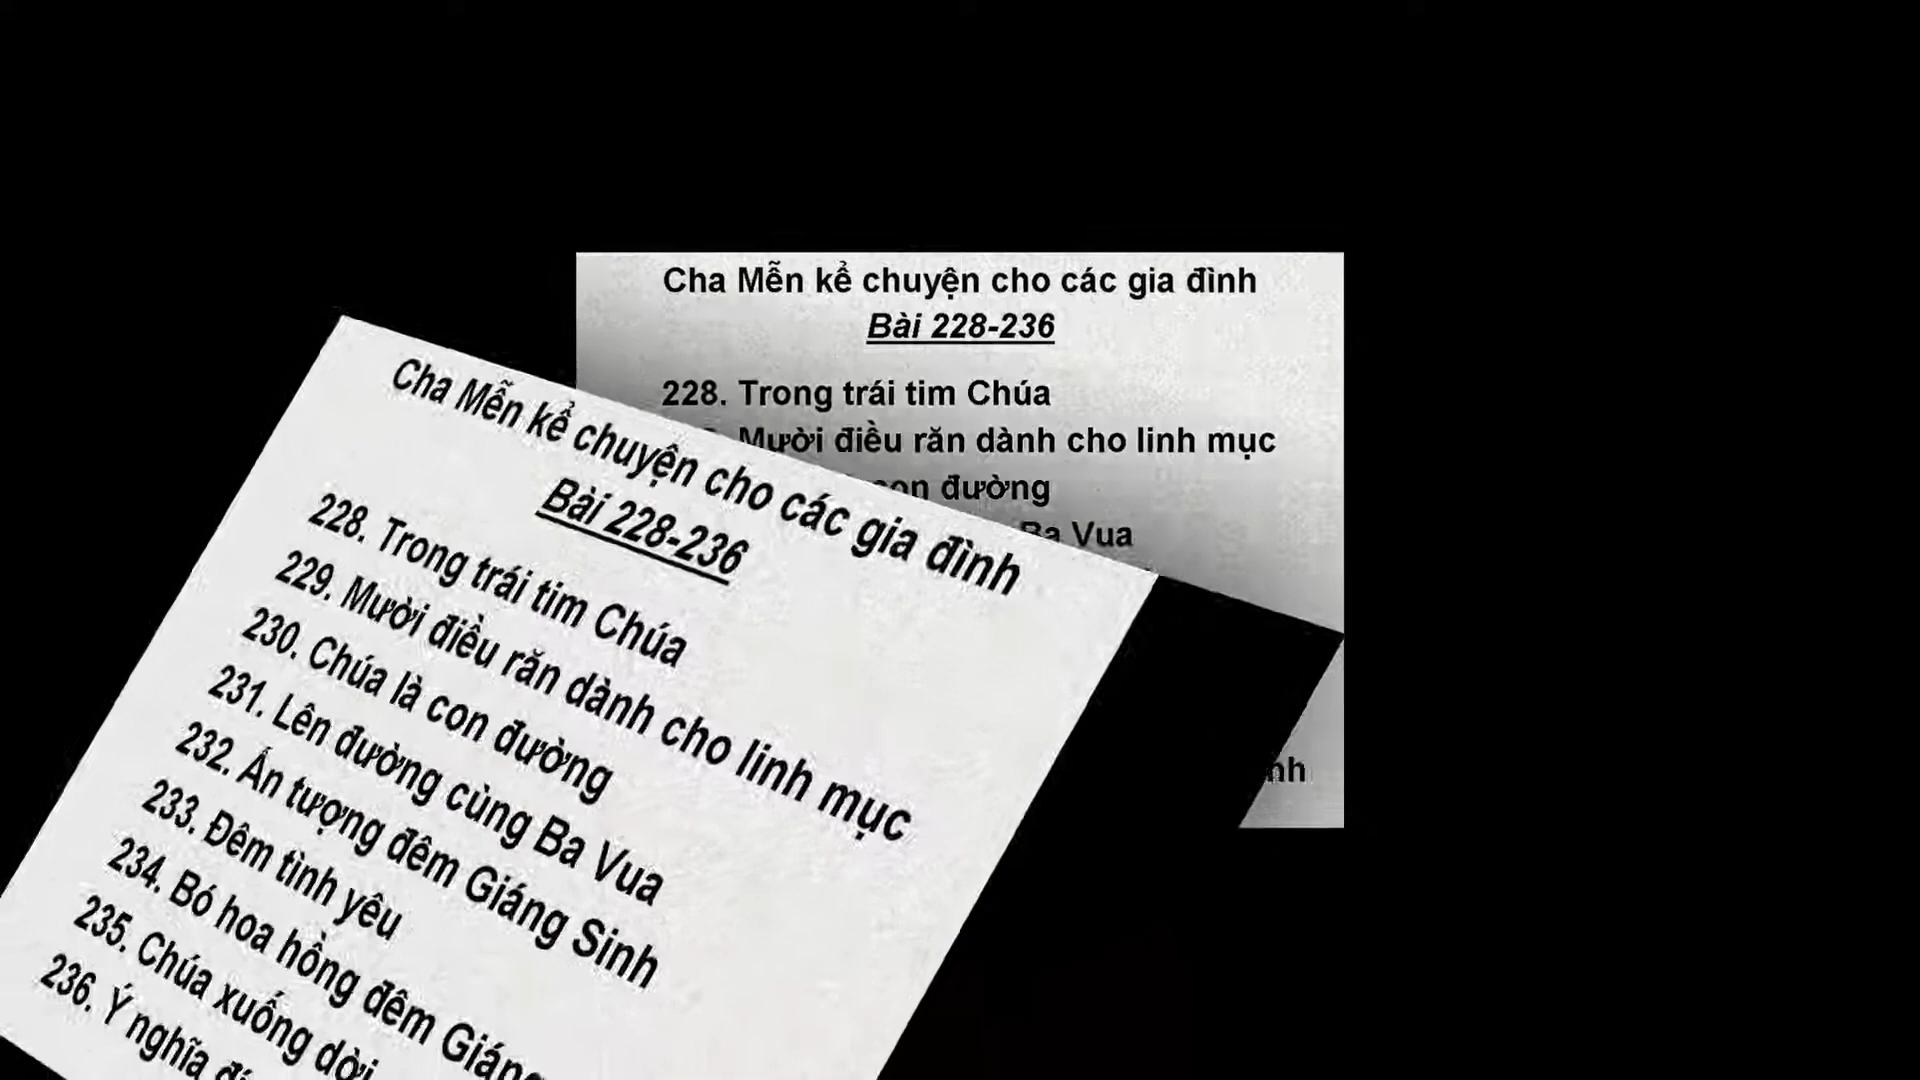 Cha Mễn kể chuyện cho các gia đình
Bài 228-236
228. Trong trái tim Chúa
Mười điều răn dành cho linh mục
con đường
Ba Vua
Cha Mễn kể chuyện cho các gia đình
Bài 228-236
228. Trong trái tim Chúa
229. Mười điều răn dành cho linh mục
230. Chúa là con đường
231. Lên đường cùng Ba Vua
232. Ấn tượng đêm Giáng Sinh
233. Đêm tình yêu
234. Bó hoa hồng đêm
235. Chúa xuống
236. Ý nghĩa